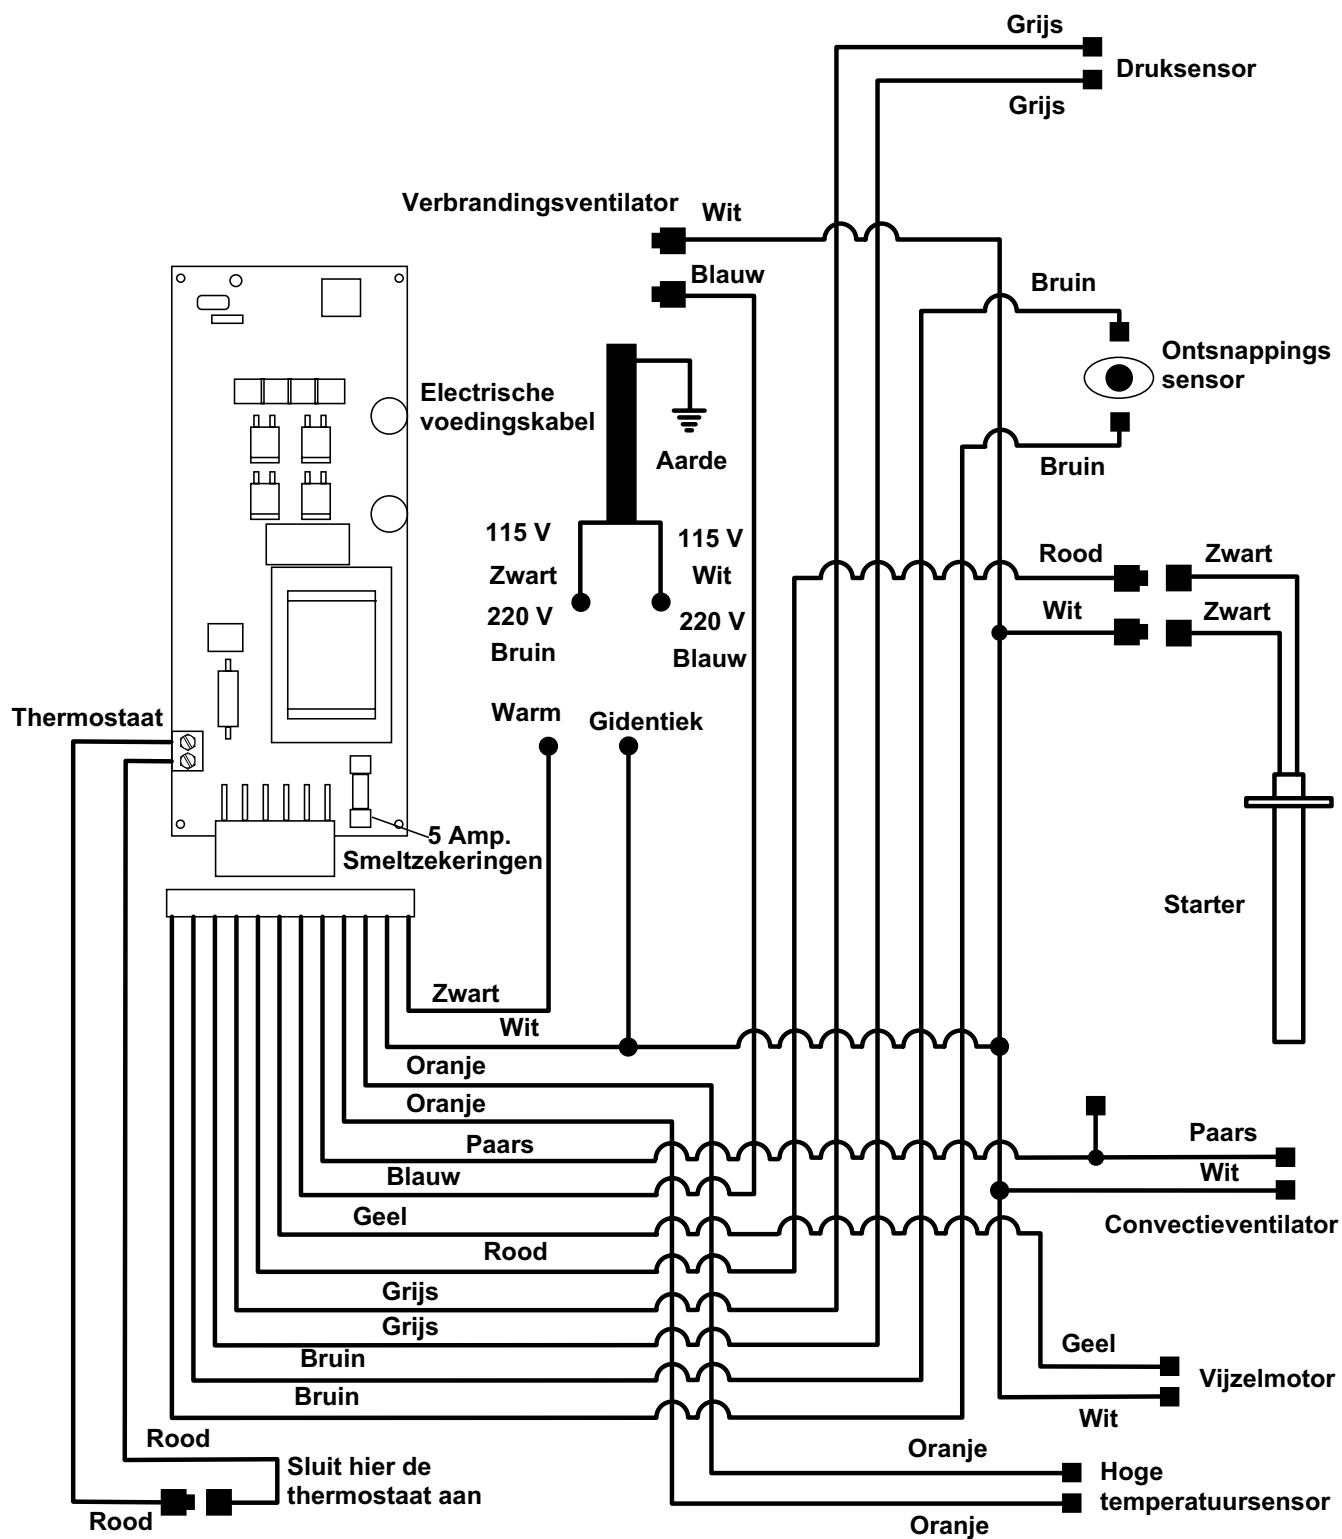 Grijs
Druksensor
Grijs
Verbrandingsventilator
Wit
Blauw
Bruin
Ontsnappings
sensor
Bruin
Electrische
voedingskabel
Aarde
115 V
Zwart
220 V
Bruin
115 V
Wit
220 V
Blauw
Rood
Zwart
Wit
Zwart
Thermostaat
Warm
Gidentiek
5 Amp.
Smeltzekeringen
Starter
Zwart
Wit
Oranje
Oranje
Paars
Blauw
Geel
Rood
Grijs
Grijs
Bruin
Bruin
Paars
Wit
Convectieventilator
Geel
Vijzelmotor
Wit
Rood
Sluit hier de
thermostaat aan
Rood
Oranje
Hoge
temperatuursensor
Oranje